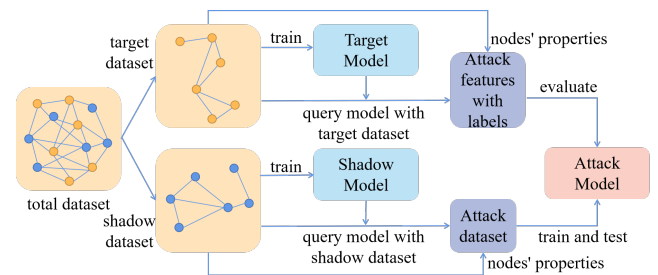 target
dataset
train
Target
Model
nodes' properties
Attack
features
with
labels
evaluate
query model with
target dataset
total dataset
shadow
dataset
train
Shadow
Model
query model with
shadow dataset
Attack
dataset
Attack
Model
train and test
nodes' properties